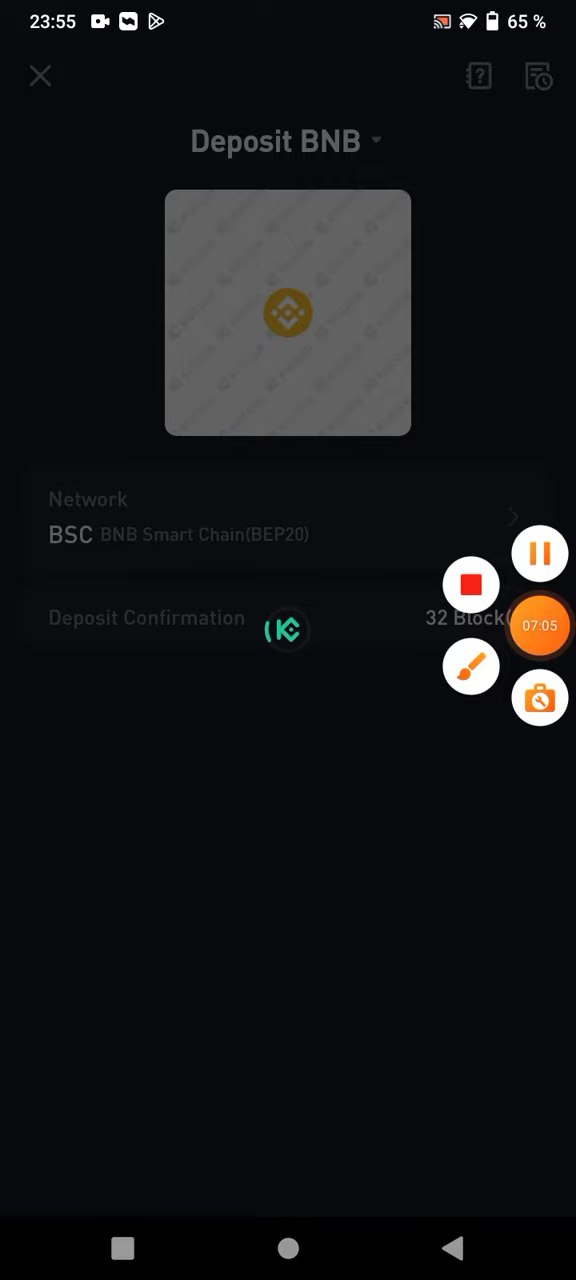 23:55
65 %
Deposit BNB
Network
BSC BNB Smart Chain(BEP20)
Deposit Confirmation
32 Block(
07:05